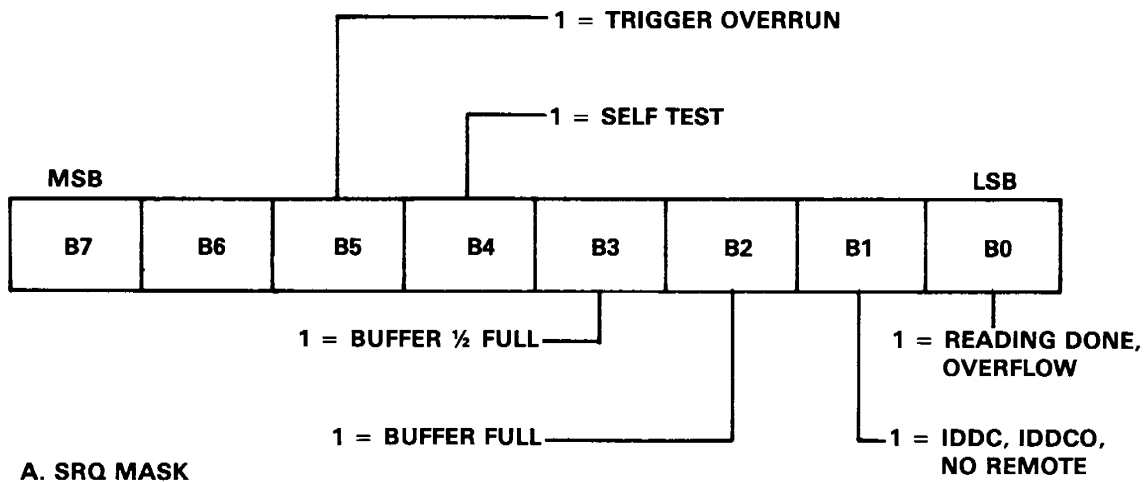 1 = TRIGGER OVERRUN
1 = SELF TEST
MSB
LSB
B7 B6 B5 B4 B3 B2 B1 B0
1 = BUFFER ½ FULL
1 = READING DONE,
OVERFLOW
1 = BUFFER FULL
1 = IDDC, IDDCO,
NO REMOTE
A. SRQ MASK